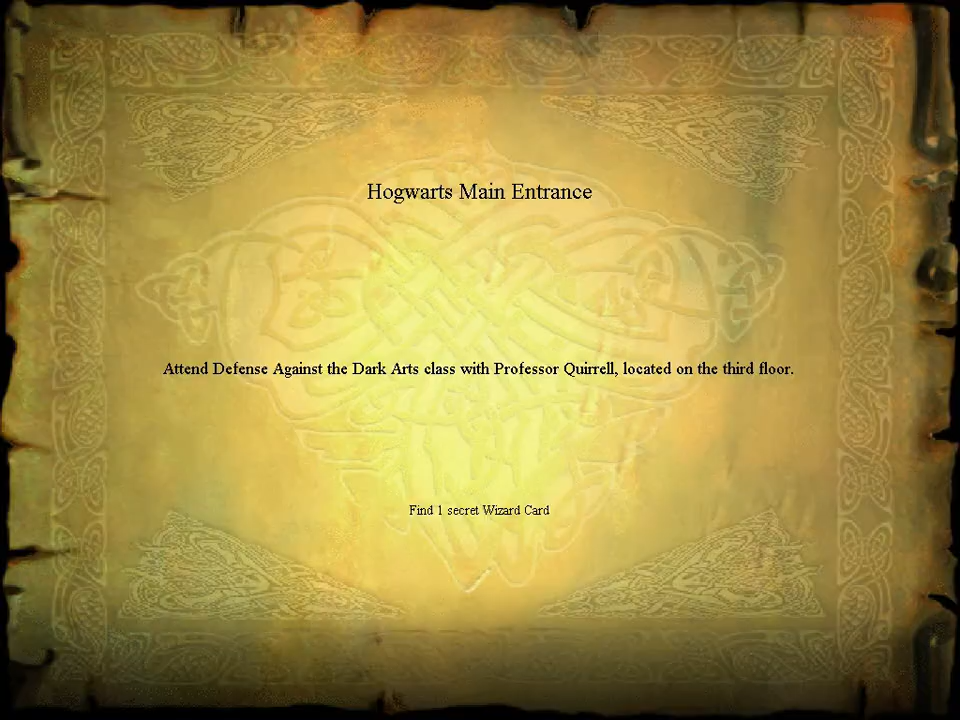 Hogwarts Main Entrance
Attend Defense Against the Dark Arts class with Professor Quirrell, located on the third floor.
Find 1 secret Wizard Card